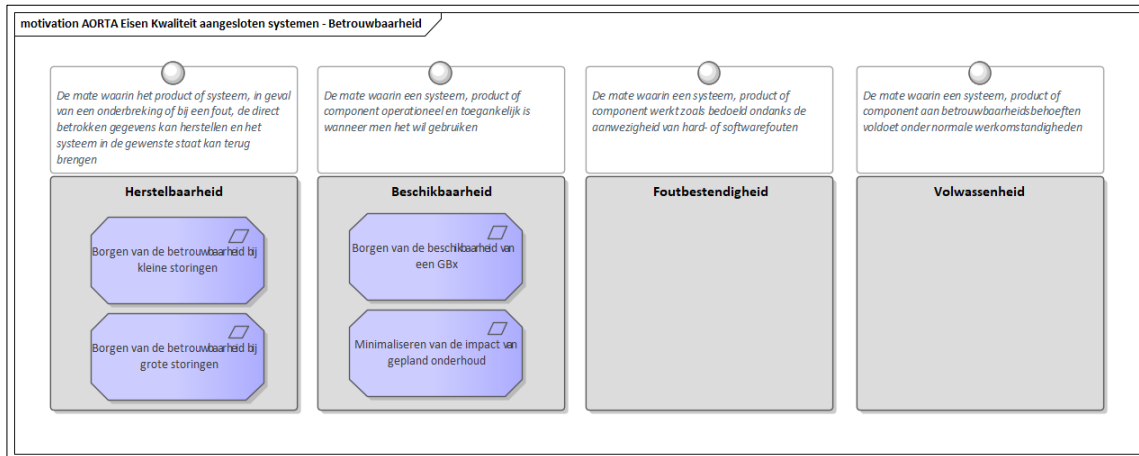 motivation AORTA Eisen Kwaliteit aangesloten systemen - Betrouwbaarheid
De mate waarin het product of systeem, in geval
van een onderbreking of bij een fout, de direct
betrokken gegevens kan herstellen en het
systeem in de gewenste staat kan terug
brengen
Herstelbaarheid
Borgen van de betrouwbaarheid bij
kleine storingen
Borgen van de betrouwbaarheid bij
grote storingen
De mate waarin een systeem, product of
component operationeel en toegankelijk is
wanneer men het wil gebruiken
Beschikbaarheid
Borgen van de beschikbaarheid van
een GBx
Minimaliseren van de impact van
gepland onderhoud
De mate waarin een systeem, product of
component werkt zoals bedoeld ondanks de
aanwezigheid van hard- of softwarefouten
Foutbestendigheid
De mate waarin een systeem, product of
component aan betrouwbaarheidsbehoeften
voldoet onder normale werkomstandigheden
Volwassenheid